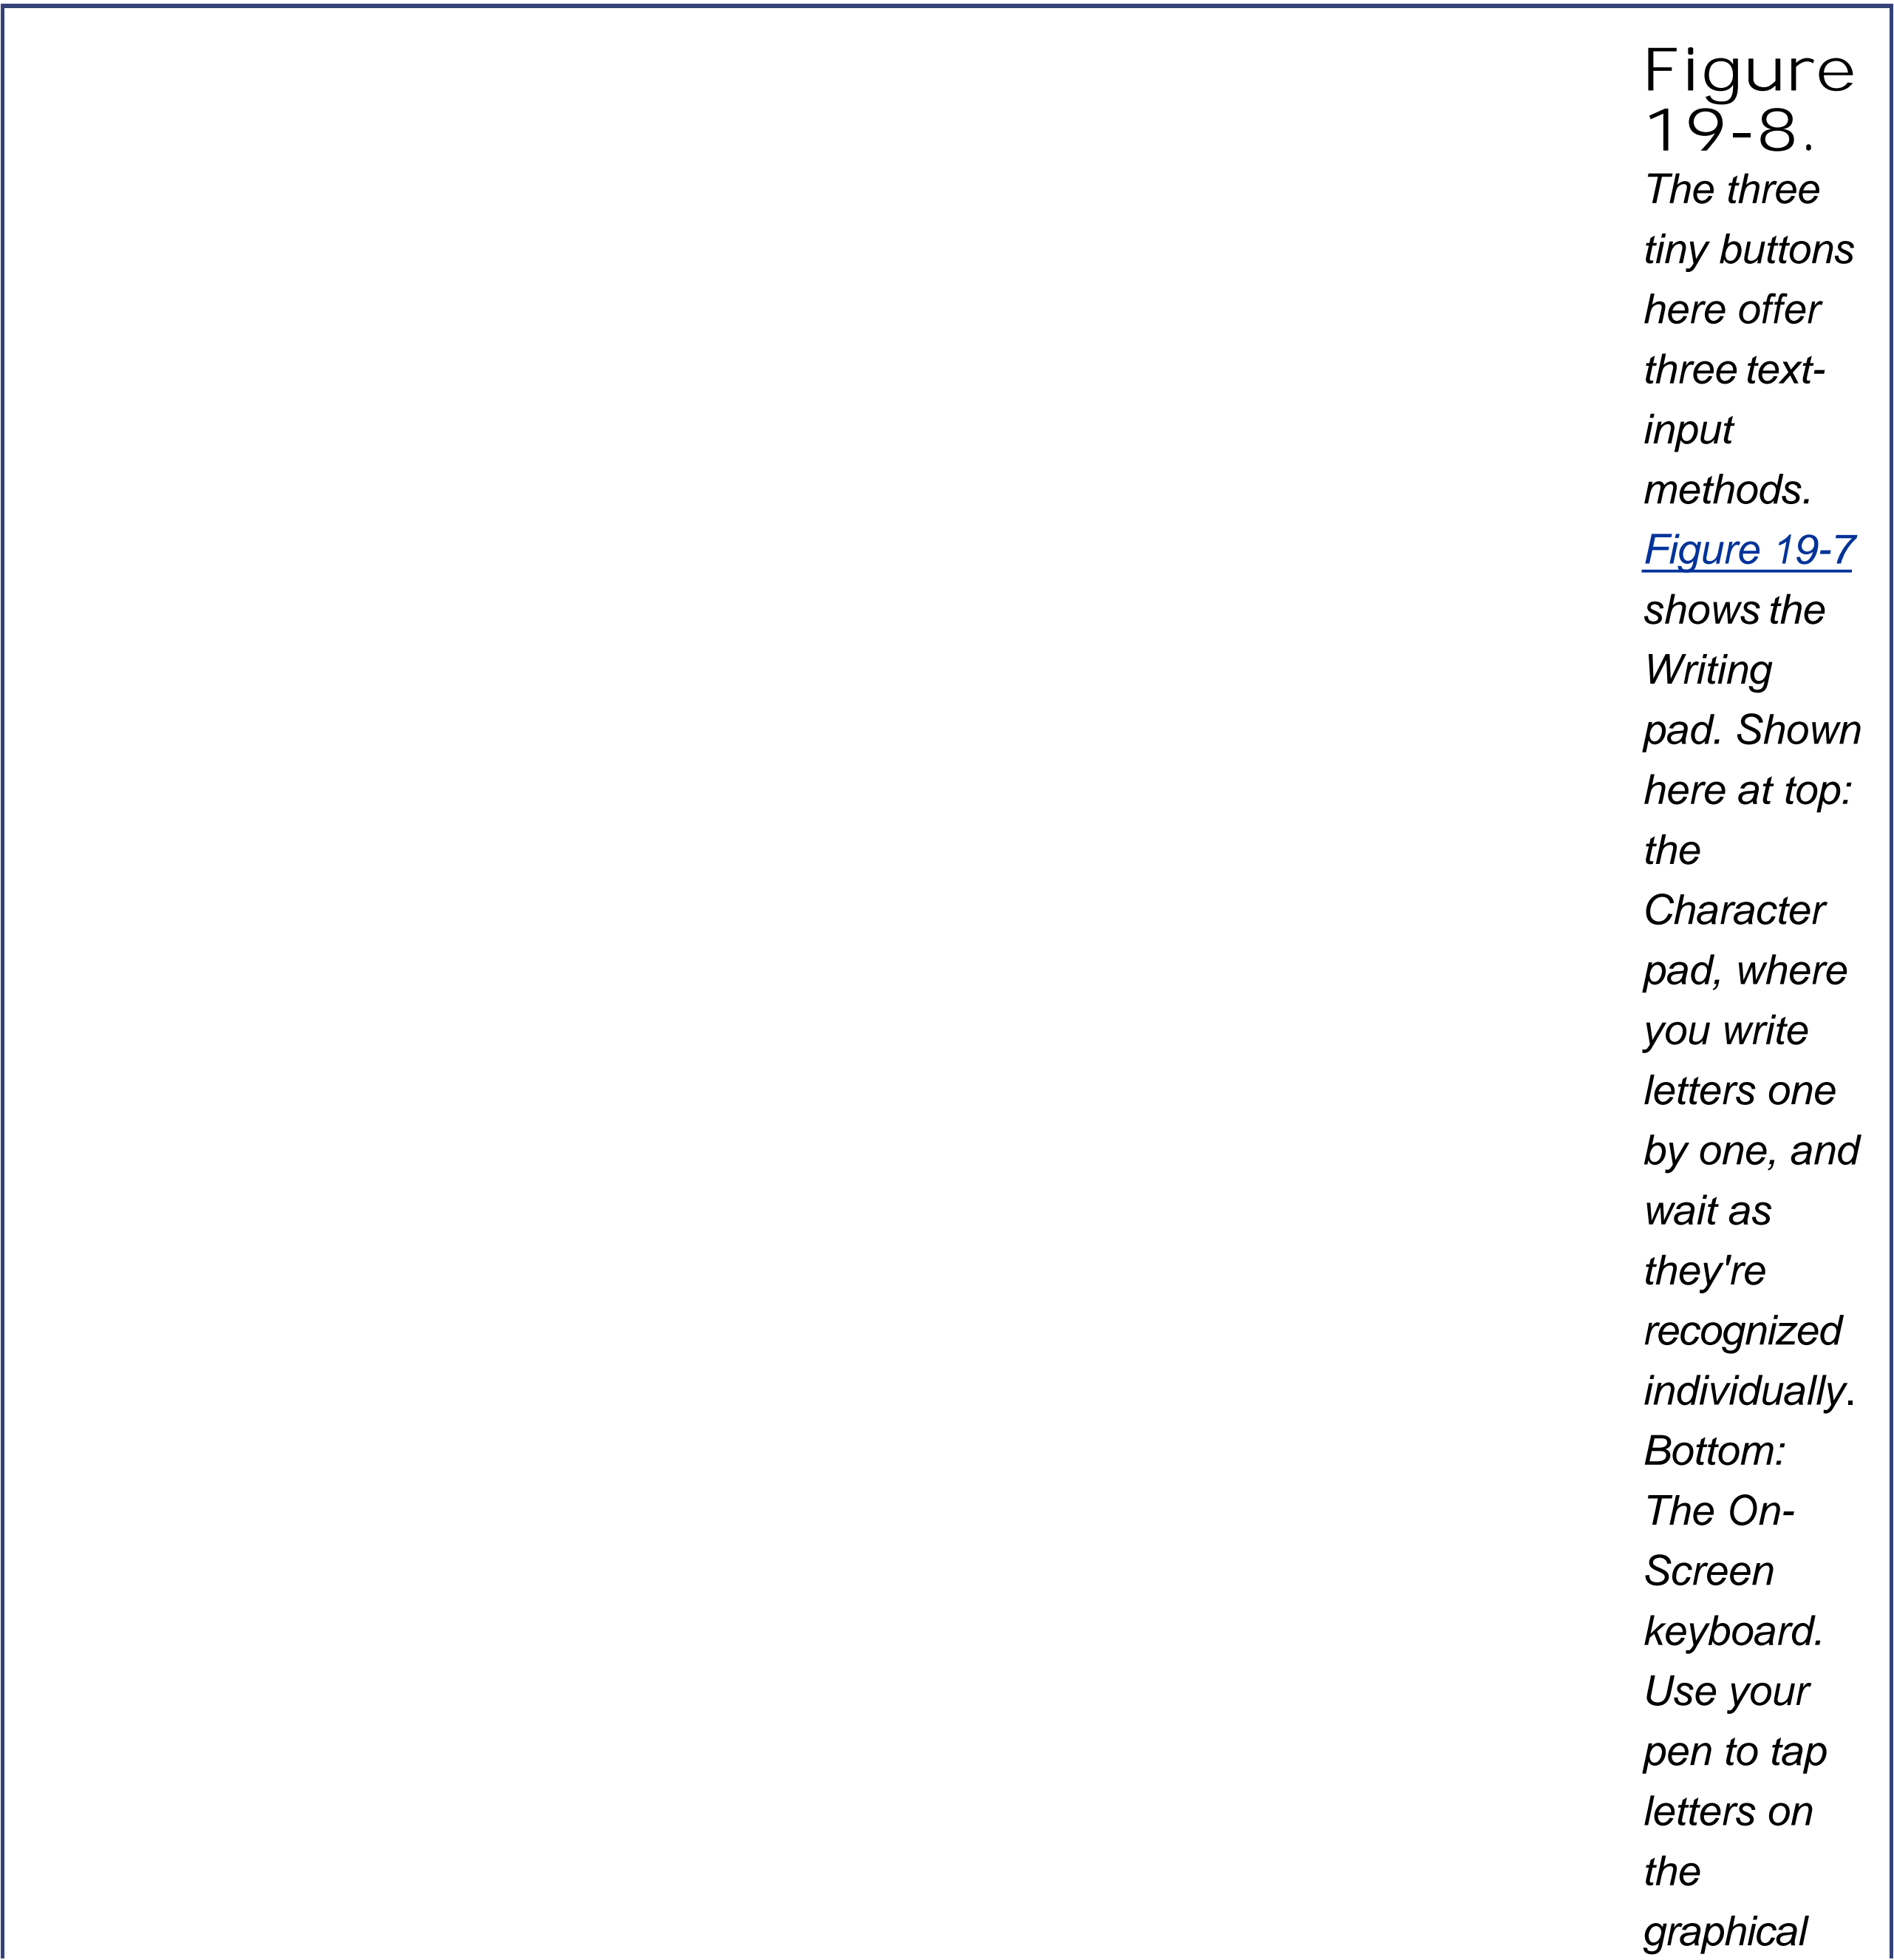 Figure
19-8.
The three
tiny buttons
here offer
three text-
input
methods.
Figure 19-7
shows the
Writing
pad. Shown
here at top:
the
Character
pad, where
you write
letters one
by one, and
wait as
they're
recognized
individually.
Bottom:
The On-
Screen
keyboard.
Use your
pen to tap
letters on
the
graphical